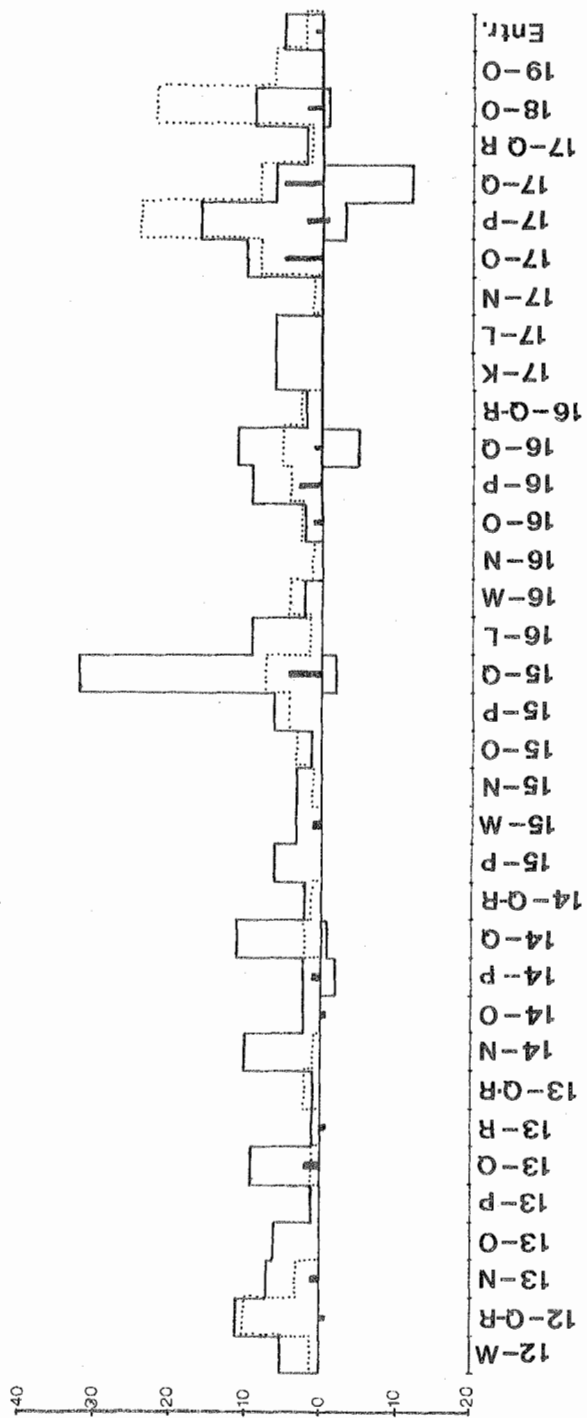 12-M
12-Q-R
13-N
13-O
13-P
13-Q
13-R
13-Q-R
14-N
14-O
14-P
14-Q
14-Q-R
15-P
15-M
15-N
15-O
15-P
15-Q
16-L
16-M
16-N
16-O
16-P
16-Q
16-Q-R
17-K
17-L
17-N
17-O
17-P
17-Q
17-Q R
18-O
19-O
Entr.
40
30
20
10
0
20